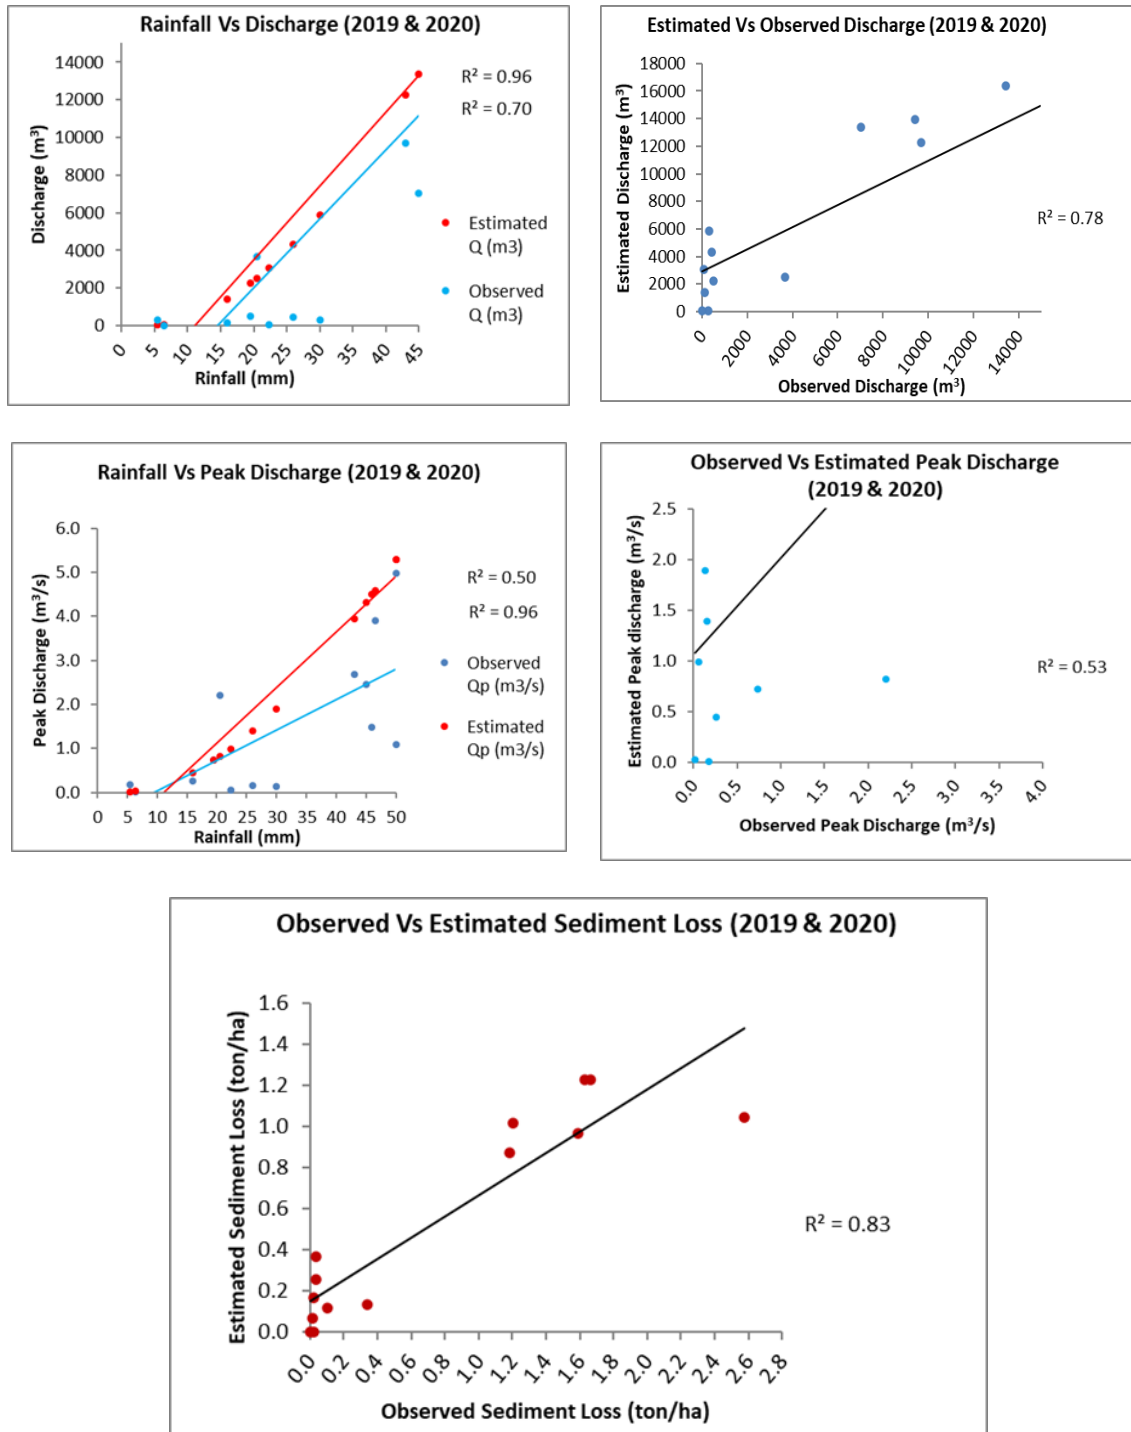 Rainfall Vs Discharge (2019 & 2020)
R² = 0.96
R² = 0.70
Discharge (m³)
14000
12000
10000
8000
6000
4000
2000
0
0 5 10 15 20 25 30 35 40 45
Rinfall (mm)
Estimated
Q (m3)
Observed
Q (m3)
Estimated Vs Observed Discharge (2019 & 2020)
Estimated Discharge (m³)
18000
16000
14000
12000
10000
8000
6000
4000
2000
0
0 2000 4000 6000 8000 10000 12000 14000
Observed Discharge (m³)
R² = 0.78
Rainfall Vs Peak Discharge (2019 & 2020)
Peak Discharge (m³/s)
6.0
5.0
4.0
3.0
2.0
1.0
0.0
0 5 10 15 20 25 30 35 40 45 50
Rainfall (mm)
R² = 0.50
R² = 0.96
Observed
Qp (m3/s)
Estimated
Qp (m3/s)
Observed Vs Estimated Peak Discharge
(2019 & 2020)
Estimated Peak discharge (m³/s)
2.5
2.0
1.5
1.0
0.5
0.0
0.0 0.5 1.0 1.5 2.0 2.5 3.0 3.5 4.0
Observed Peak Discharge (m³/s)
R² = 0.53
Observed Vs Estimated Sediment Loss (2019 & 2020)
Estimated Sediment Loss (ton/ha)
1.6
1.4
1.2
1.0
0.8
0.6
0.4
0.2
0.0
0.0 0.2 0.4 0.6 0.8 1.0 1.2 1.4 1.6 1.8 2.0 2.2 2.4 2.6 2.8
Observed Sediment Loss (ton/ha)
R² = 0.83